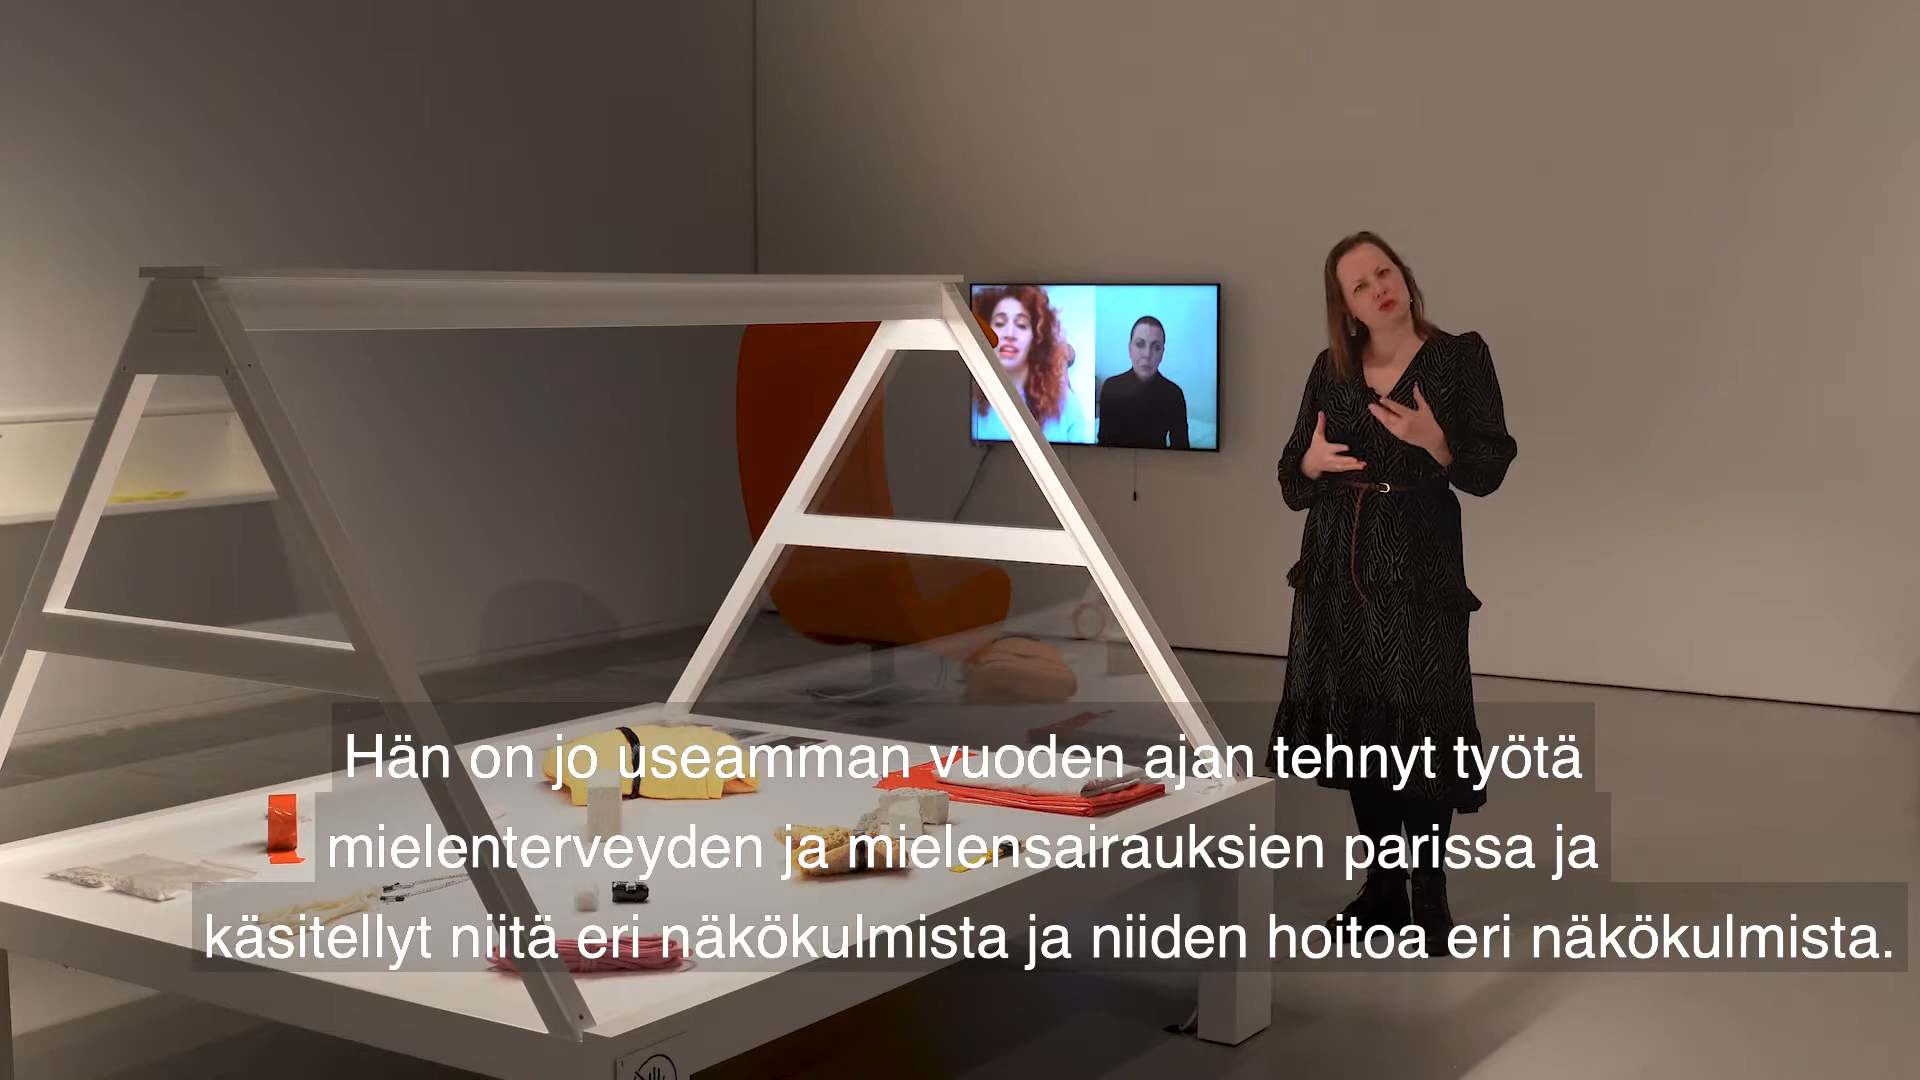 Hän on jo useamman vuoden ajan tehnyt työtä
mielenterveyden ja mielensairauksien parissa ja
käsitellyt niitä eri näkökulmista ja niiden hoitoa eri näkökulmista.